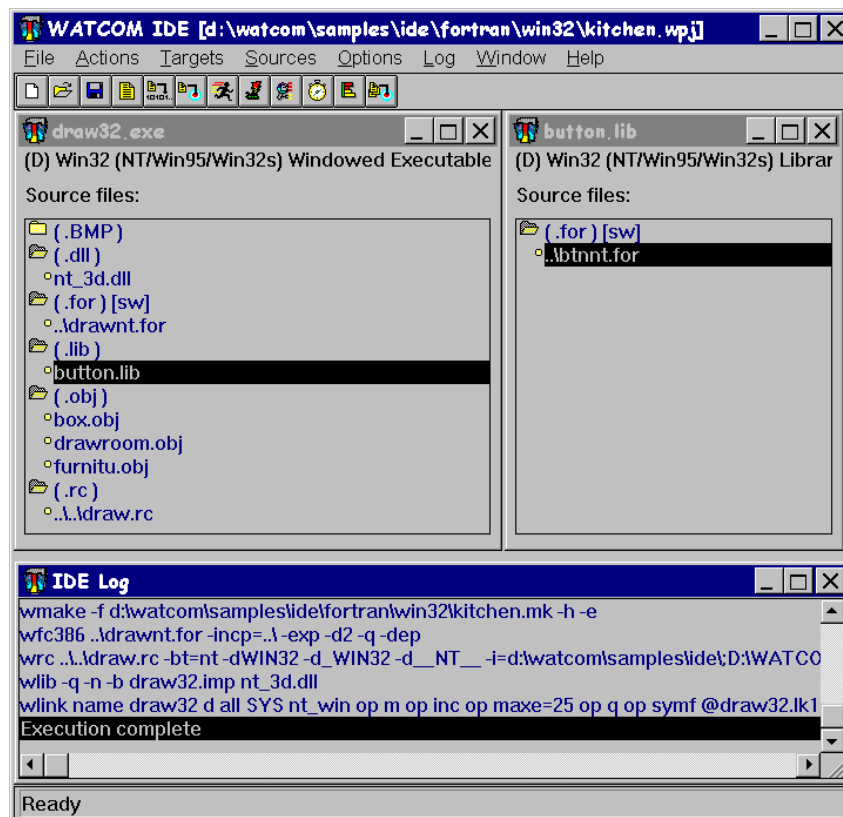 WATCOM IDE [d:\watcom\samples\ide\fortran\win32\kitchen.wpj]
File Actions Targets Sources Options Log Window Help
draw32.exe
(D) Win32 (NT/Win95/Win32s) Windowed Executable
Source files:
(.BMP)
(.dll)
nt_3d.dll
(.for) [sw]
..\drawnt.for
(.lib)
button.lib
(.obj)
box.obj
drawroom.obj
furnitu.obj
(.rc)
..\..\draw.rc
button.lib
(D) Win32 (NT/Win95/Win32s) Librar
Source files:
(.for) [sw]
..\btnnt.for
IDE Log
wmake -f d:\watcom\samples\ide\fortran\win32\kitchen.mk -h -e
wfc386 ..\drawnt.for -incp=..\ -exp -d2 -q -dep
wrc ..\..\draw.rc -bt=nt -dWIN32 -d_WIN32 -d__NT__ -i=d:\watcom\samples\ide\;D:\WATCO
wlib -q -n -b draw32.imp nt_3d.dll
wlink name draw32 d all SYS nt_win op m op inc op maxe=25 op q op symf @draw32.lk1
Execution complete
Ready